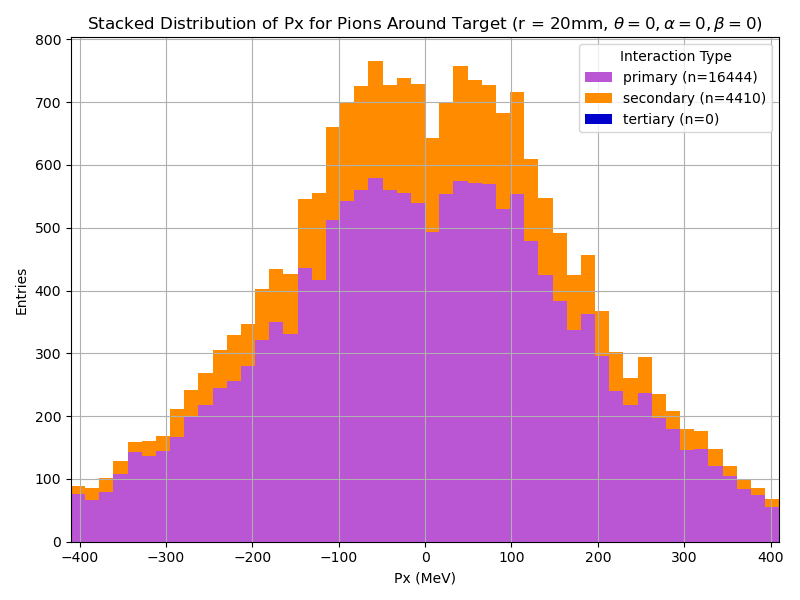 Stacked Distribution of Px for Pions Around Target (r = 20mm, θ = 0, α = 0, β = 0)
Interaction Type
primary (n=16444)
secondary (n=4410)
tertiary (n=0)
Entries
800
700
600
500
400
300
200
100
0
−400 −300 −200 −100 0 100 200 300 400
Px (MeV)